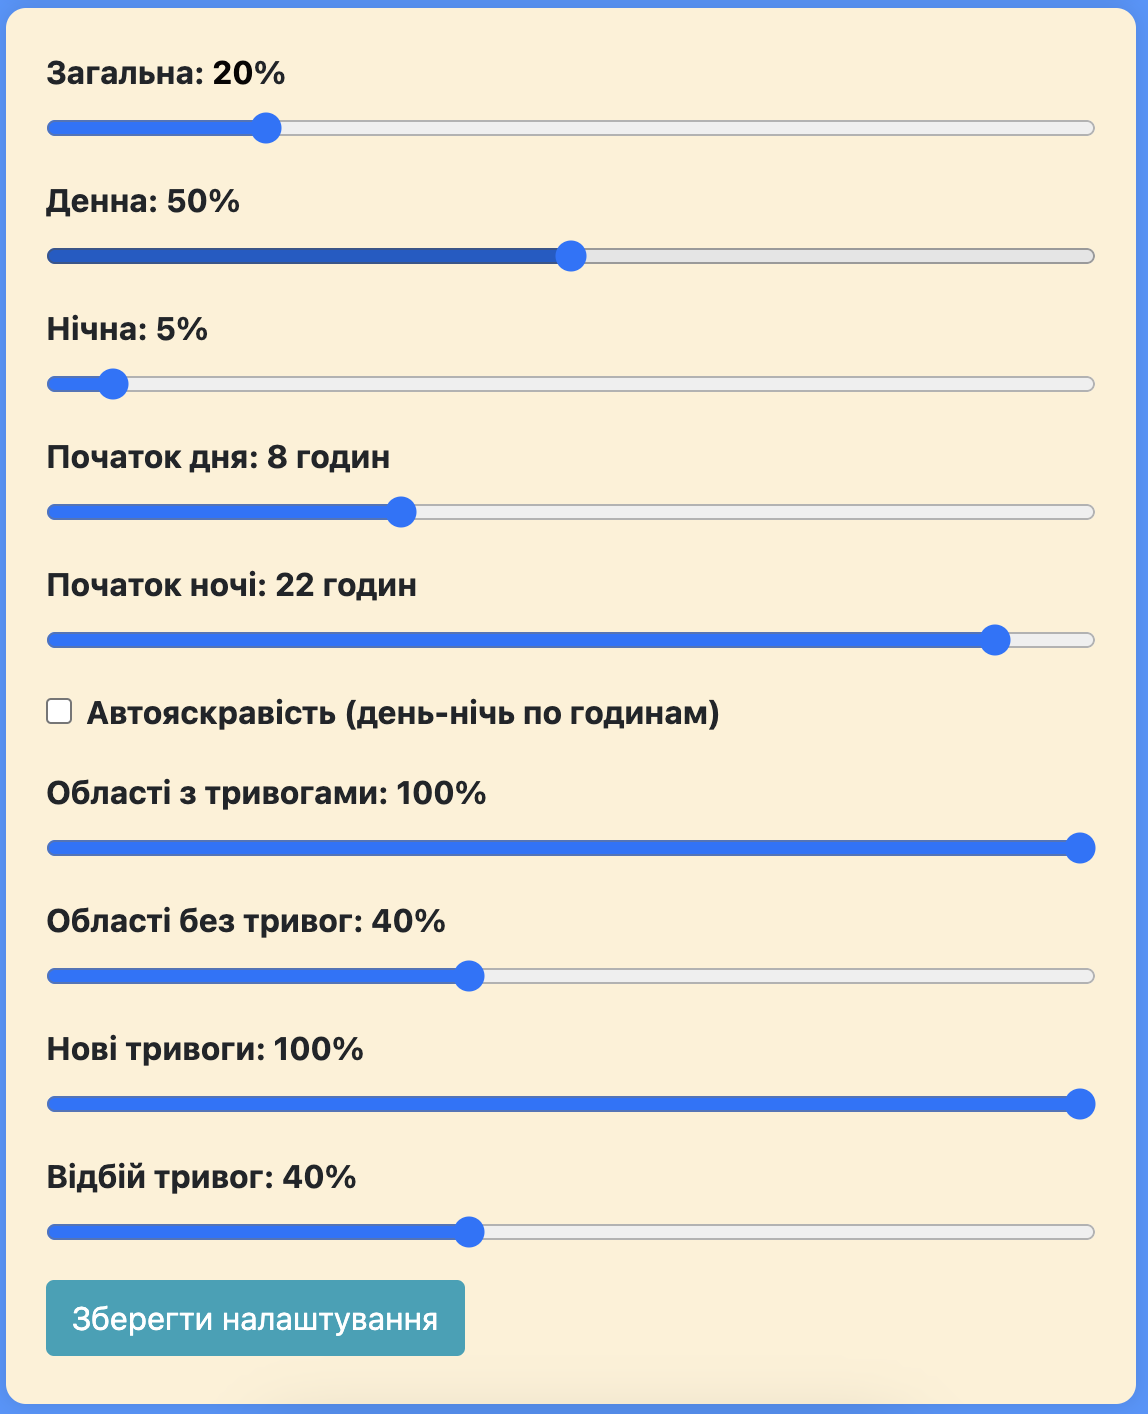 Загальна: 20%
Денна: 50%
Нічна: 5%
Початок дня: 8 годин
Початок ночі: 22 годин
Автояскравість (день-нічь по годинам)
Області з тривогами: 100%
Області без тривог: 40%
Нові тривоги: 100%
Відбій тривог: 40%
Зберегти налаштування